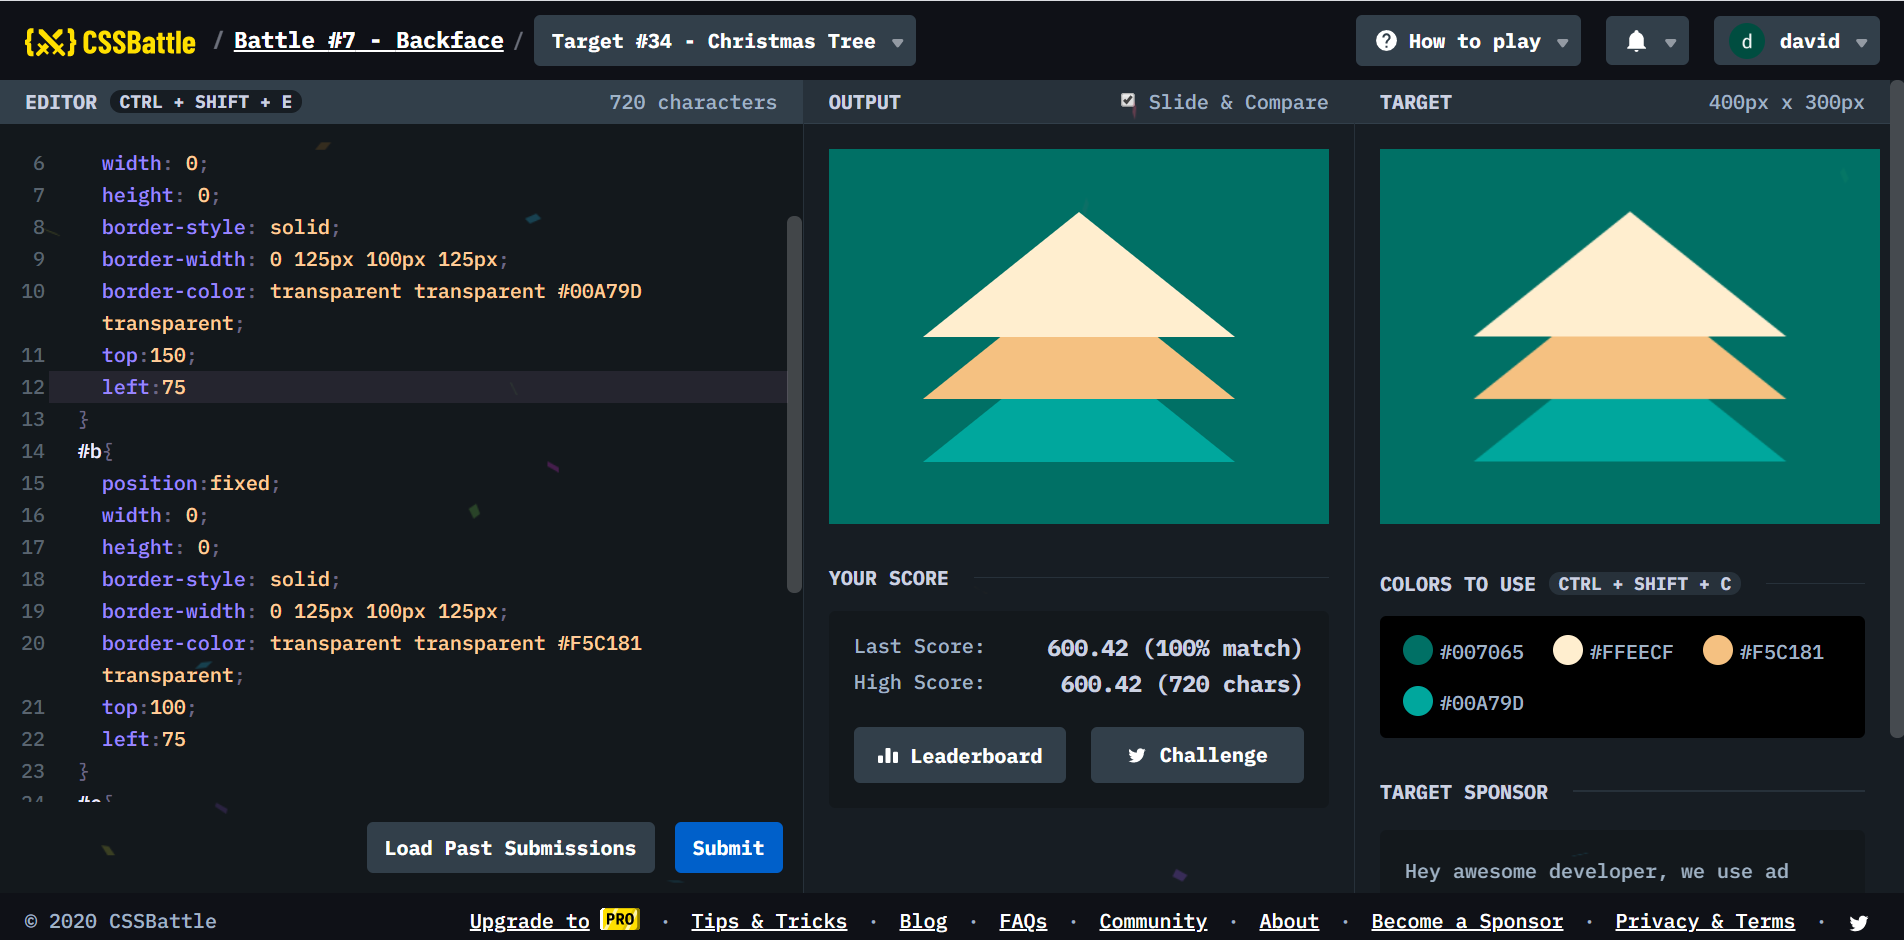 {X} CSSBattle / Battle #7 - Backface / Target #34 - Christmas Tree How to play d david
EDITOR CTRL + SHIFT + E 720 characters
6 width: 0;
7 height: 0;
8 border-style: solid;
9 border-width: 0 125px 100px 125px;
10 border-color: transparent transparent #00A79D
transparent;
11 top:150;
12 left:75
13 }
14 #b{
15 position:fixed;
16 width: 0;
17 height: 0;
18 border-style: solid;
19 border-width: 0 125px 100px 125px;
20 border-color: transparent transparent #F5C181
transparent;
21 top:100;
22 left:75
23 }
Load Past Submissions Submit
OUTPUT Slide & Compare
YOUR SCORE
Last Score: 600.42 (100% match)
High Score: 600.42 (720 chars)
Leaderboard Challenge
TARGET 400px x 300px
COLORS TO USE CTRL + SHIFT + C
#007065 #FFEECF #F5C181
#00A79D
TARGET SPONSOR
Hey awesome developer, we use ad
© 2020 CSSBattle Upgrade to PRO · Tips & Tricks · Blog · FAQs · Community · About · Become a Sponsor · Privacy & Terms ·